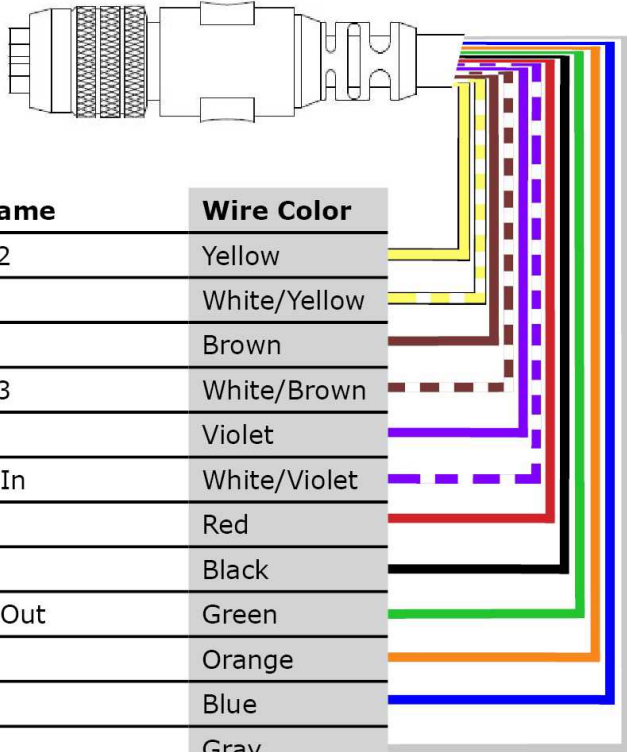 ame Wire Color
2 Yellow
White/Yellow
Brown
3 White/Brown
Violet
In White/Violet
Red
Black
Out Green
Orange
Blue
Gray